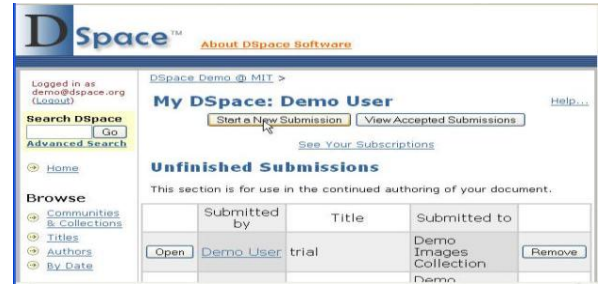 DSpace™
About DSpace Software
Logged in as
demo@dspace.org
(Logout)
Search DSpace
Go
Advanced Search
Home
Browse
Communities
& Collections
Titles
Authors
By Date
DSpace Demo @ MIT >
My DSpace: Demo User
Help...
Start a New Submission
View Accepted Submissions
See Your Subscriptions
Unfinished Submissions
This section is for use in the continued authoring of your document.
Submitted by Title Submitted to
Open Demo User trial Demo Images Collection Remove
Demo